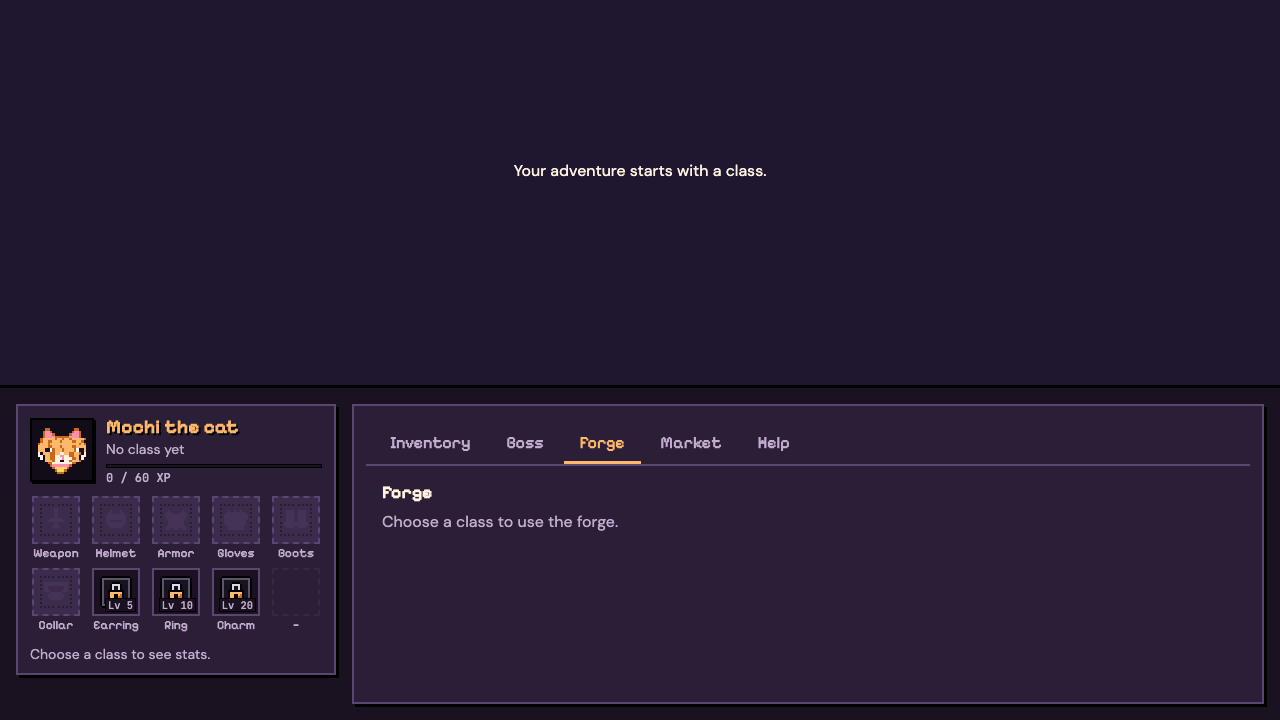 Your adventure starts with a class.
Mochi the cat
No class yet
0 / 60 XP
Weapon Helmet Armor Gloves Boots
Lv 5 Lv 10 Lv 20
Collar Earring Ring Charm -
Choose a class to see stats.
Inventory Boss Forge Market Help
Forge
Choose a class to use the forge.